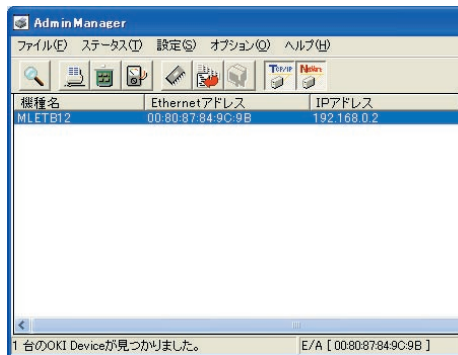 AdminManager
ファイル(F) ステータス(T) 設定(S) オプション(O) ヘルプ(H)
TCP/IP
機種名 Ethernetアドレス IPアドレス
MLETB12 00:80:87:84:9C:9B 192.168.0.2
1 台のOKI Deviceが見つかりました。 E/A [ 00:80:87:84:9C:9B ]